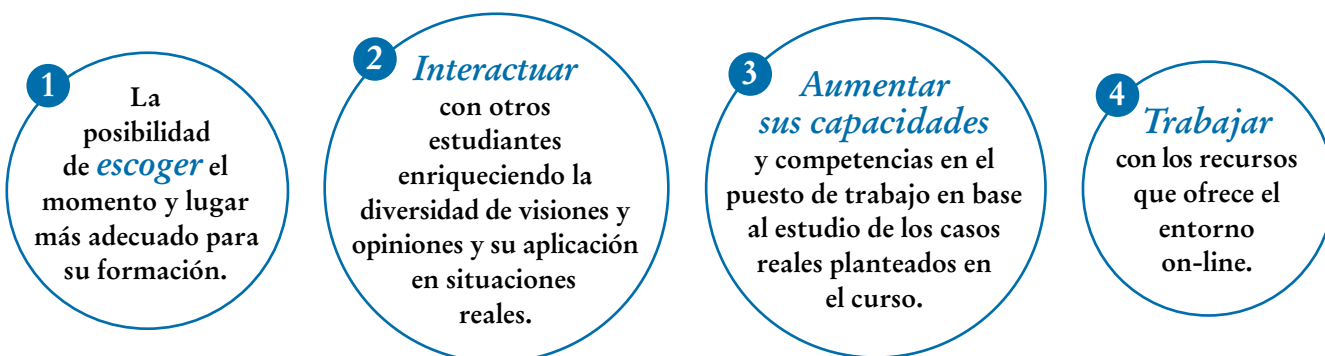 1
La
posibilidad
de escoger el
momento y lugar
más adecuado para
su formación.
2
Interactuar
con otros
estudiantes
enriqueciendo la
diversidad de visiones y
opiniones y su aplicación
en situaciones
reales.
3
Aumentar
sus capacidades
y competencias en el
puesto de trabajo en base
al estudio de los casos
reales planteados en
el curso.
4
Trabajar
con los recursos
que ofrece el
entorno
on-line.